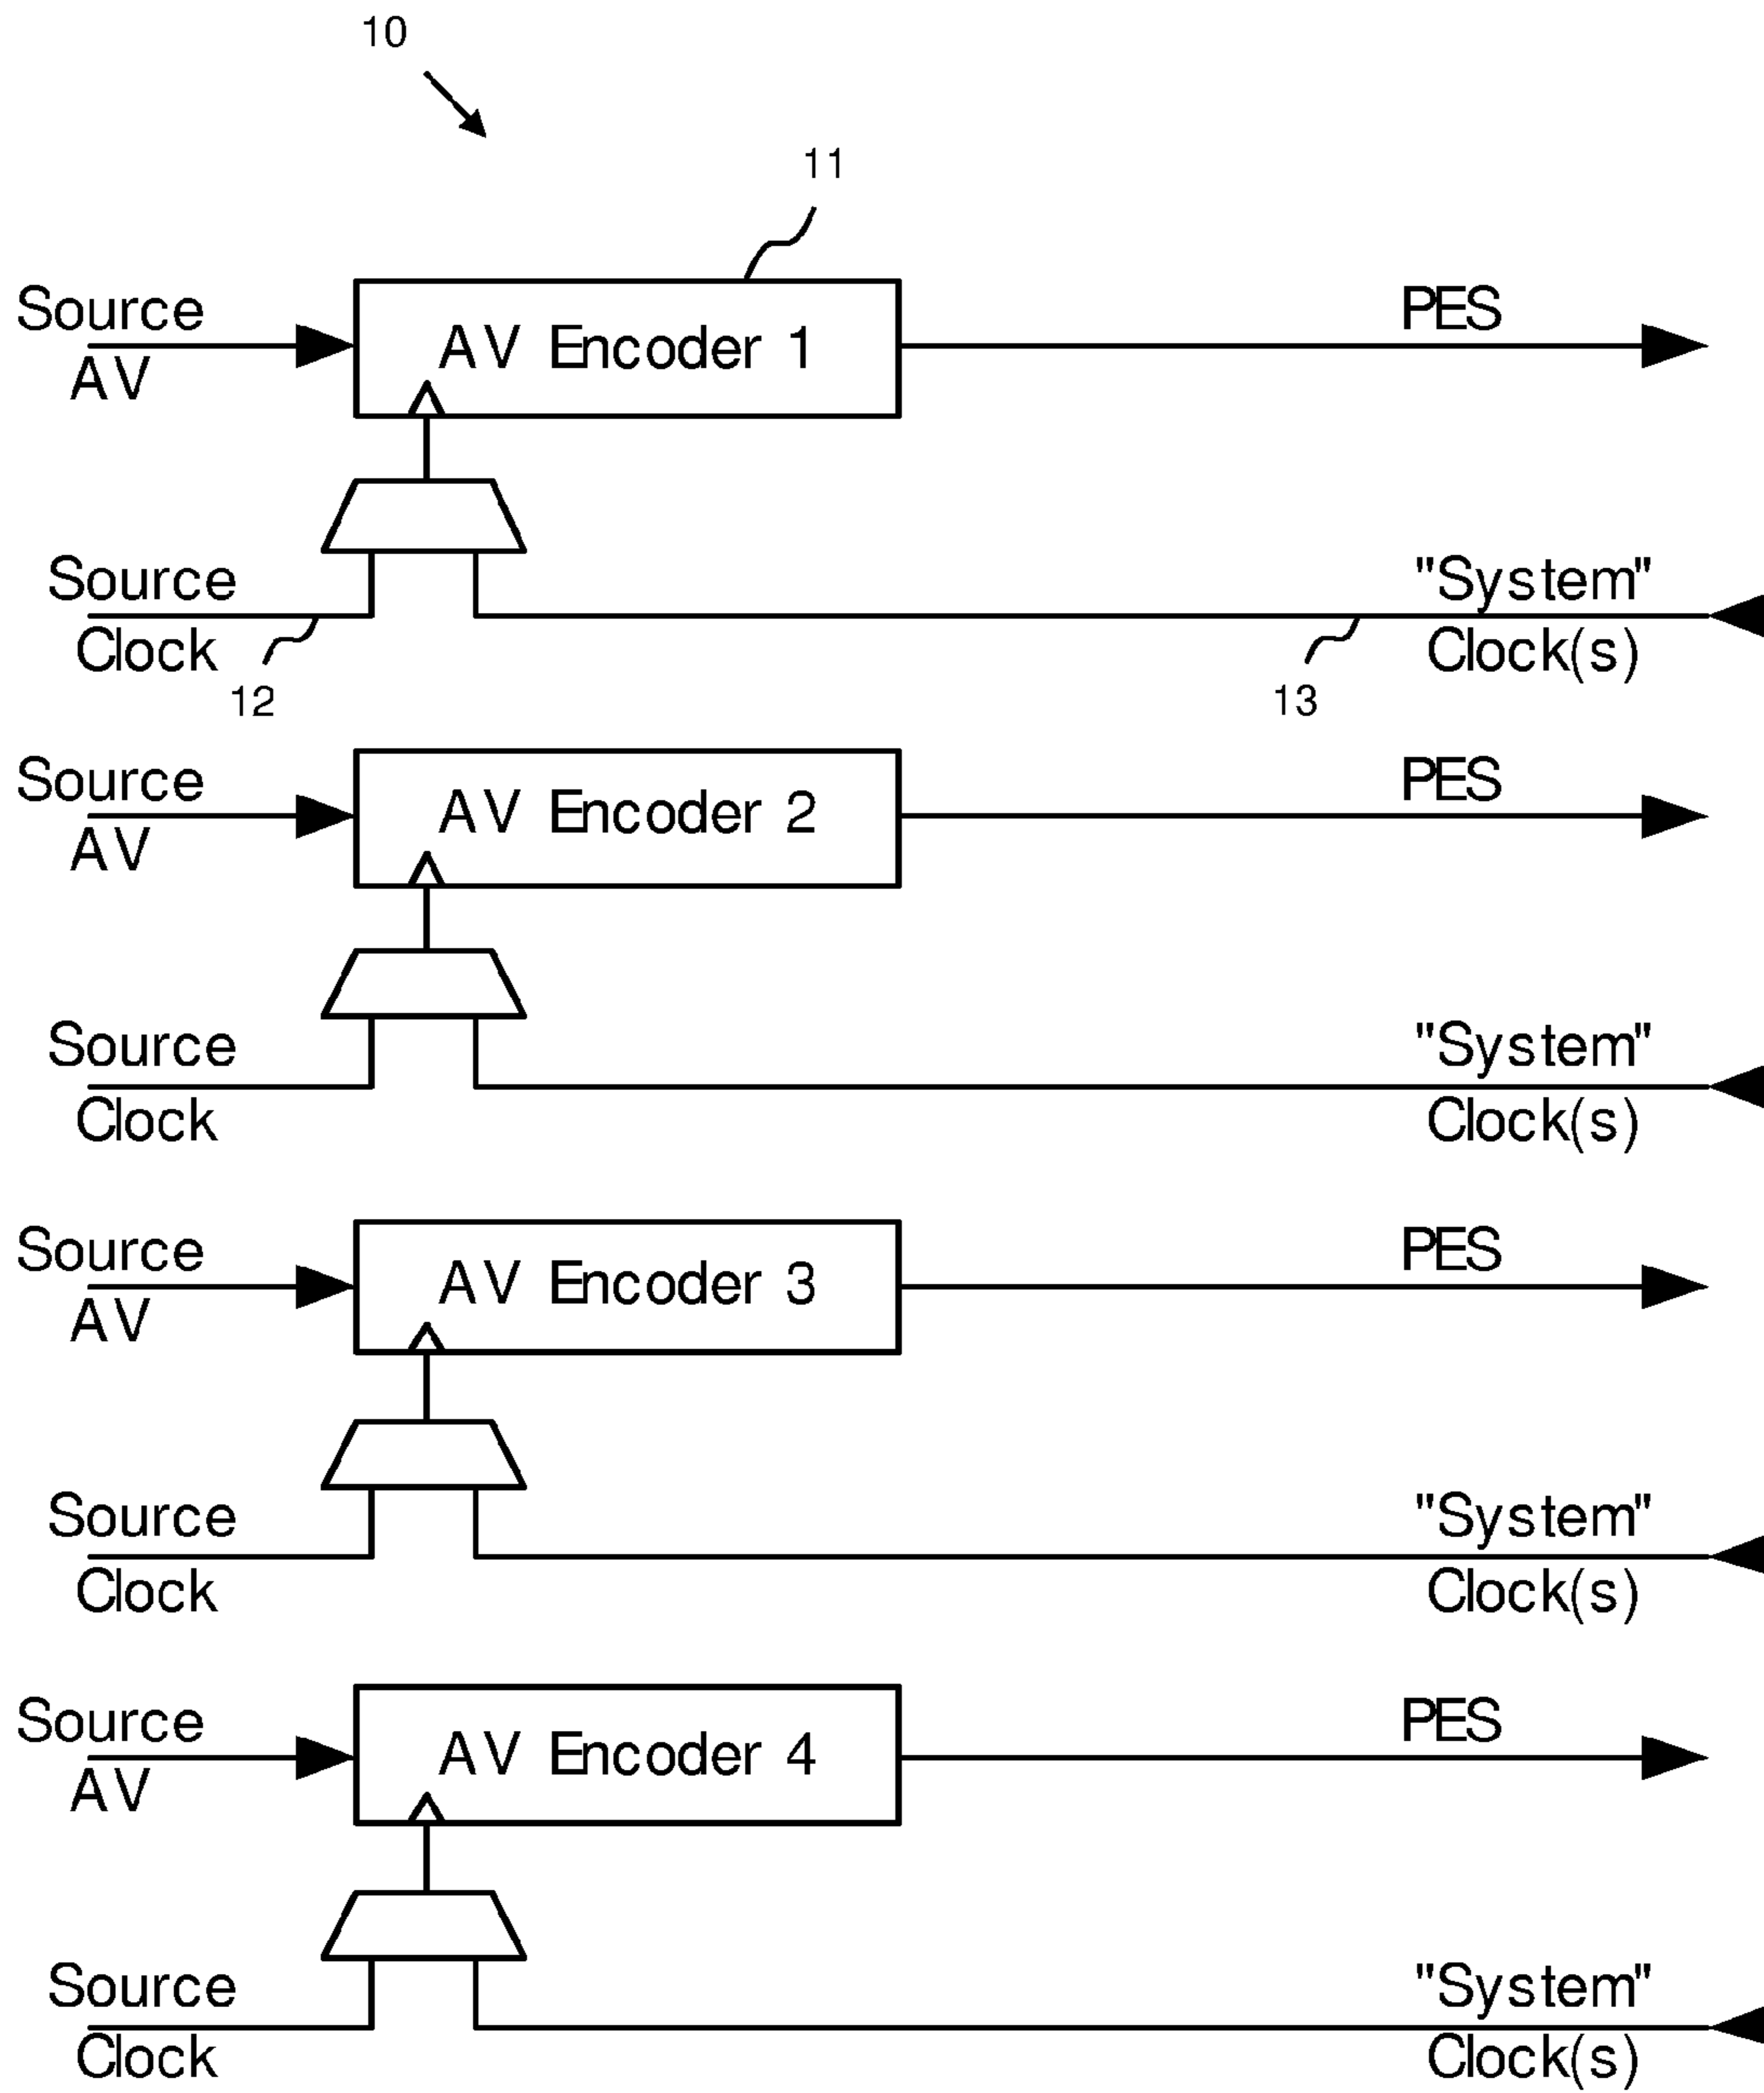 10
11
Source
AV
AV Encoder 1
PES
Source
Clock
12
13
"System"
Clock(s)
Source
AV
AV Encoder 2
PES
Source
Clock
"System"
Clock(s)
Source
AV
AV Encoder 3
PES
Source
Clock
"System"
Clock(s)
Source
AV
AV Encoder 4
PES
Source
Clock
"System"
Clock(s)